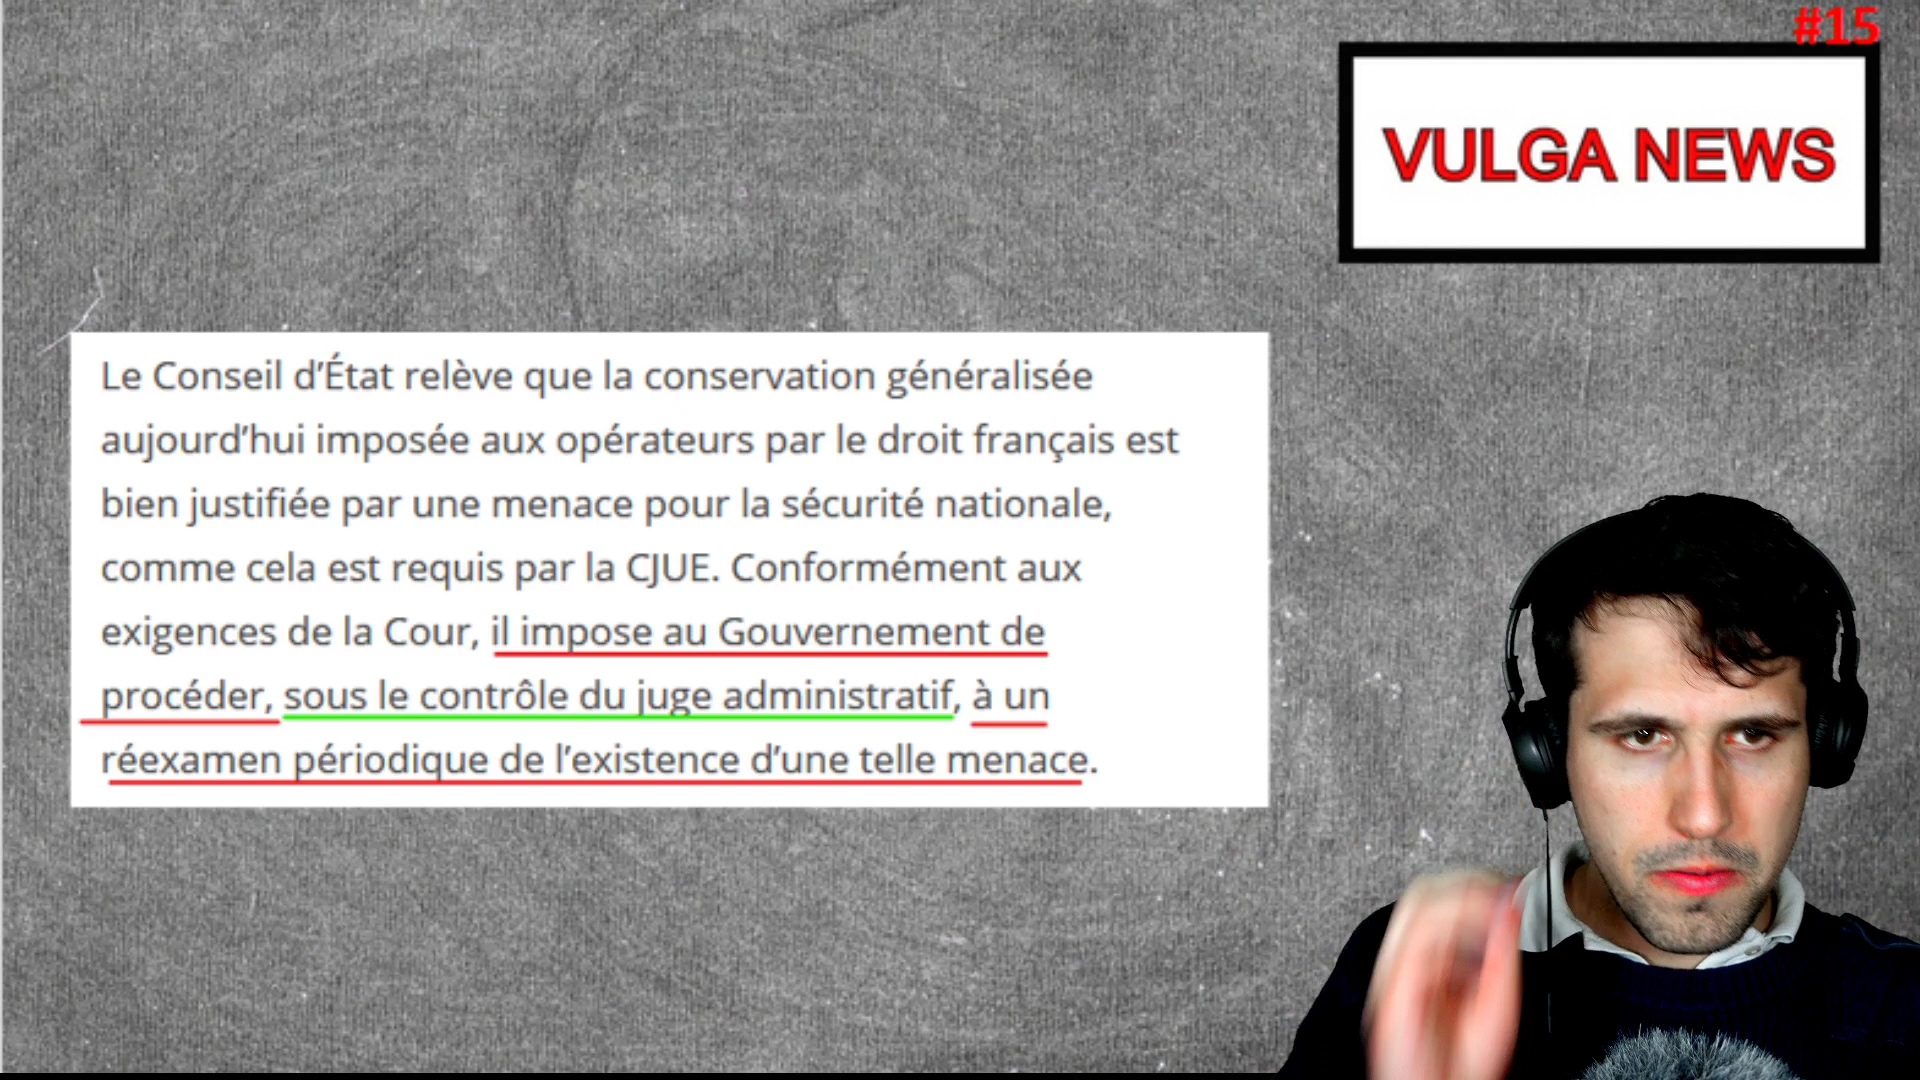 #15
VULGA NEWS
Le Conseil d’État relève que la conservation généralisée
aujourd’hui imposée aux opérateurs par le droit français est
bien justifiée par une menace pour la sécurité nationale,
comme cela est requis par la CJUE. Conformément aux
exigences de la Cour, il impose au Gouvernement de
procéder, sous le contrôle du juge administratif, à un
réexamen périodique de l’existence d’une telle menace.